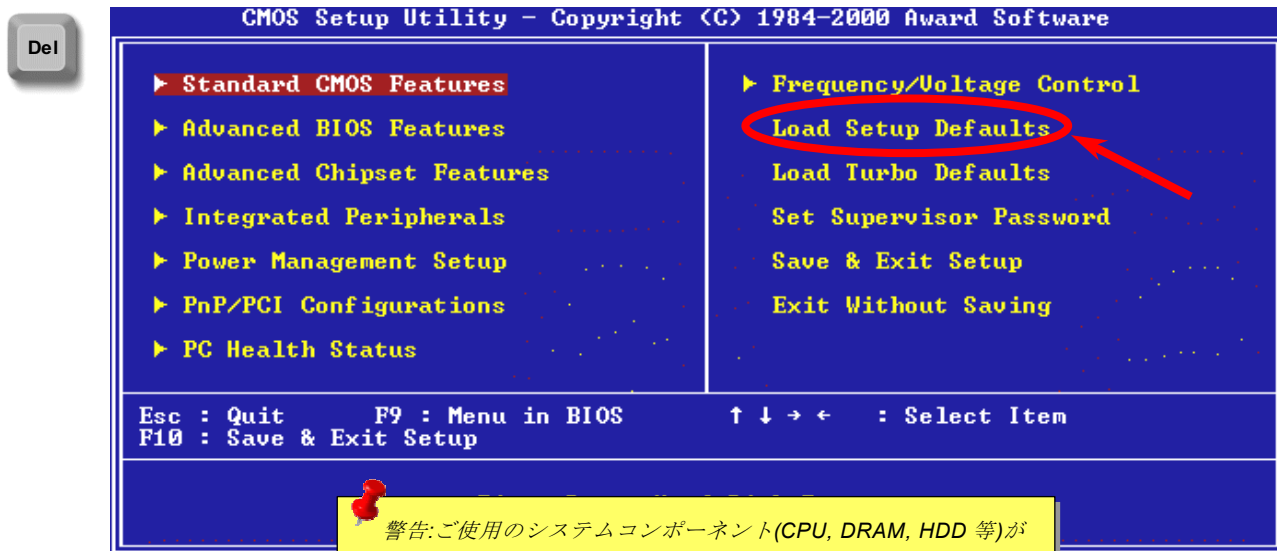 Del
CMOS Setup Utility – Copyright (C) 1984-2000 Award Software
▶ Standard CMOS Features
▶ Advanced BIOS Features
▶ Advanced Chipset Features
▶ Integrated Peripherals
▶ Power Management Setup
▶ PnP/PCI Configurations
▶ PC Health Status
▶ Frequency/Voltage Control
Load Setup Defaults
Load Turbo Defaults
Set Supervisor Password
Save & Exit Setup
Exit Without Saving
Esc : Quit F9 : Menu in BIOS ↑ ↓ → ← : Select Item
F10 : Save & Exit Setup
警告:ご使用のシステムコンポーネント(CPU, DRAM, HDD 等)が